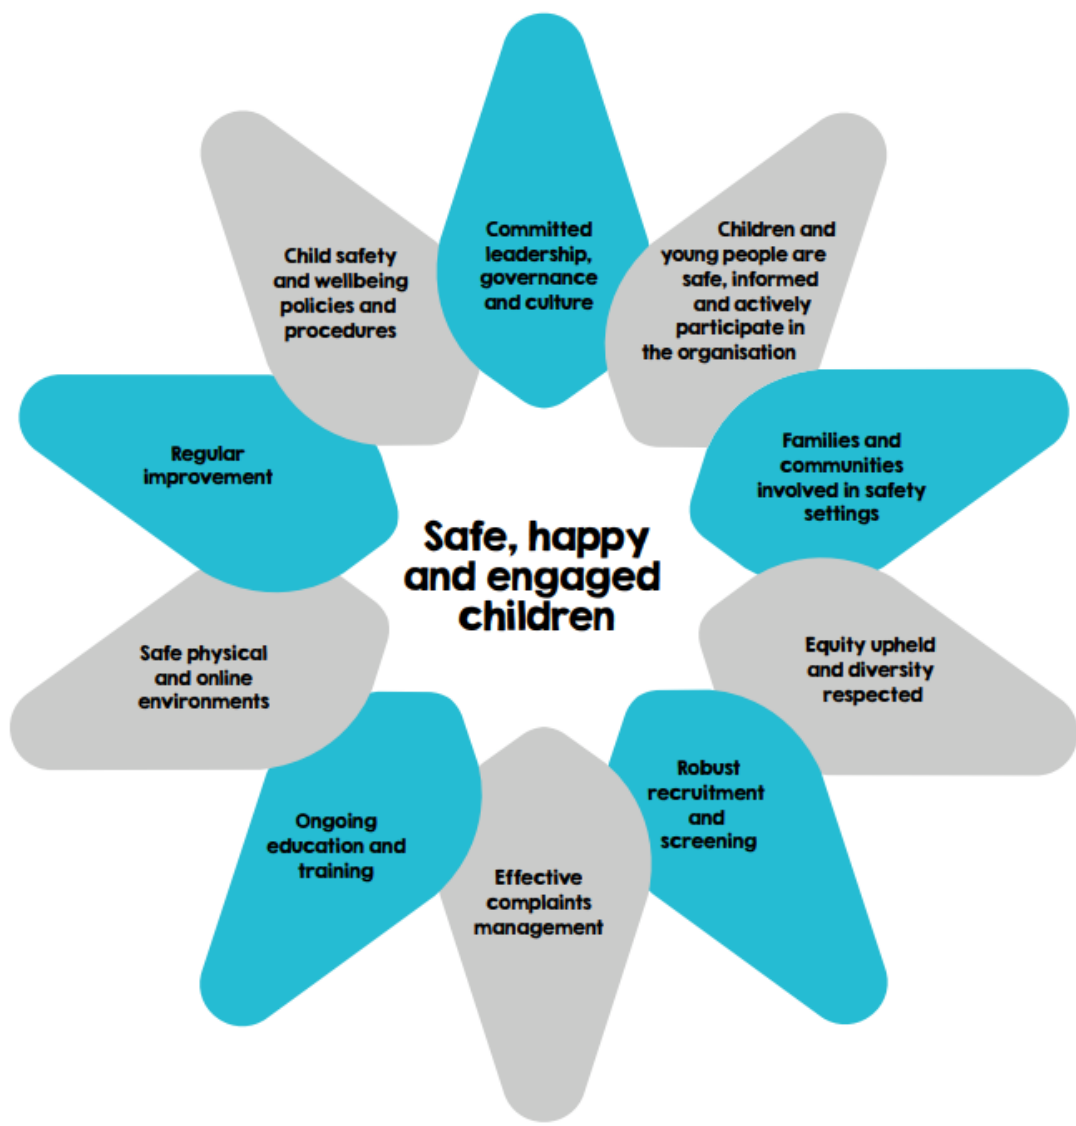 Committed
leadership,
governance
and culture
Children and
young people are
safe, informed
and actively
participate in
the organisation
Families and
communities
involved in safety
settings
Equity upheld
and diversity
respected
Robust
recruitment
and
screening
Effective
complaints
management
Ongoing
education and
training
Safe physical
and online
environments
Regular
improvement
Child safety
and wellbeing
policies and
procedures
Safe, happy
and engaged
children